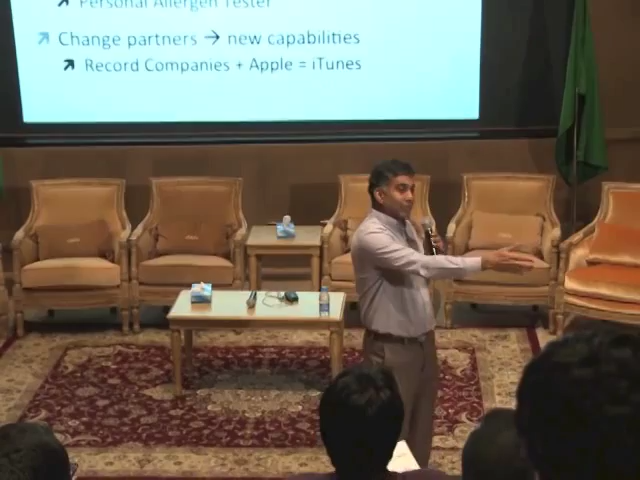 Personal Allergen Tester
Change partners → new capabilities
Record Companies + Apple = iTunes